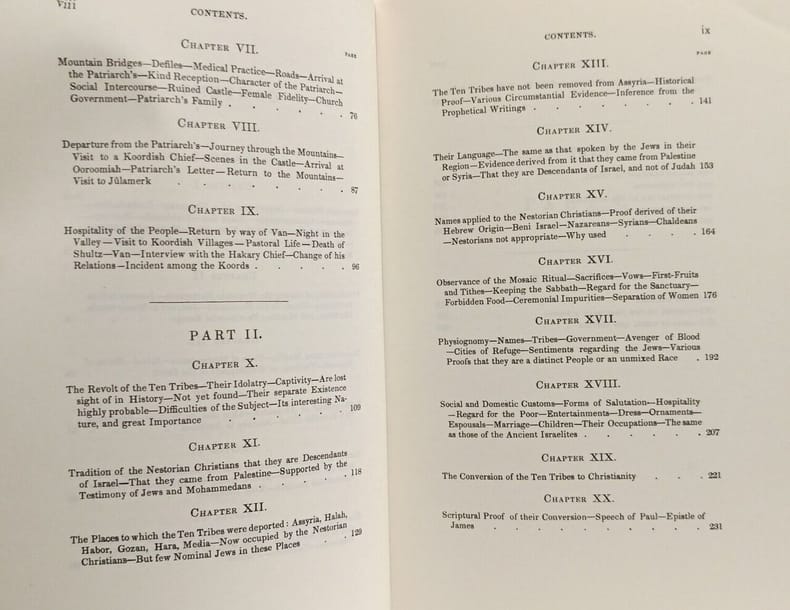 viii
CONTENTS.
CHAPTER VII.
PAGE
Mountain Bridges—Defiles—Medical Practice—Roads—Arrival at
the Patriarch's—Kind Reception—Character of the Patriarch—
Social Intercourse—Ruined Castle—Female Fidelity—Church
Government—Patriarch's Family . . . . . . 76
CHAPTER VIII.
Departure from the Patriarch's—Journey through the Mountains—
Visit to a Koordish Chief—Scenes in the Castle—Arrival at
Ooroomiah—Patriarch's Letter—Return to the Mountains—
Visit to Jûlamerk . . . . . . . 87
CHAPTER IX.
Hospitality of the People—Return by way of Van—Night in the
Valley—Visit to Koordish Villages—Pastoral Life—Death of
Shultz—Van—Interview with the Hakary Chief—Change of his
Relations—Incident among the Koords . . . . . 96
PART II.
CHAPTER X.
The Revolt of the Ten Tribes—Their Idolatry—Captivity—Are lost
sight of in History—Not yet found—Their separate Existence
highly probable—Difficulties of the Subject—Its interesting Na-
ture, and great Importance . . . . . 109
CHAPTER XI.
Tradition of the Nestorian Christians that they are Descendants
of Israel—That they came from Palestine—Supported by the
Testimony of Jews and Mohammedans . . . . 118
CHAPTER XII.
The Places to which the Ten Tribes were deported: Assyria, Halah,
Habor, Gozan, Hara, Media—Now occupied by the Nestorian
Christians—But few Nominal Jews in these Places . . 129
CONTENTS.
ix
PAGE
CHAPTER XIII.
The Ten Tribes have not been removed from Assyria—Historical
Proof—Various Circumstantial Evidence—Inference from the
Prophetical Writings . . . . . . . 141
CHAPTER XIV.
Their Language—The same as that spoken by the Jews in their
Region—Evidence derived from it that they came from Palestine
or Syria—That they are Descendants of Israel, and not of Judah 153
CHAPTER XV.
Names applied to the Nestorian Christians—Proof derived of their
Hebrew Origin—Beni Israel—Nazareans—Syrians—Chaldeans
—Nestorians not appropriate—Why used . . . . 164
CHAPTER XVI.
Observance of the Mosaic Ritual—Sacrifices—Vows—First-Fruits
and Tithes—Keeping the Sabbath—Regard for the Sanctuary—
Forbidden Food—Ceremonial Impurities—Separation of Women 176
CHAPTER XVII.
Physiognomy—Names—Tribes—Government—Avenger of Blood
—Cities of Refuge—Sentiments regarding the Jews—Various
Proofs that they are a distinct People or an unmixed Race . 192
CHAPTER XVIII.
Social and Domestic Customs—Forms of Salutation—Hospitality
—Regard for the Poor—Entertainments—Dress—Ornaments—
Espousals—Marriage—Children—Their Occupations—The same
as those of the Ancient Israelites . . . . . . 207
CHAPTER XIX.
The Conversion of the Ten Tribes to Christianity . . . 221
CHAPTER XX.
Scriptural Proof of their Conversion—Speech of Paul—Epistle of
James . . . . . . . . . . 231